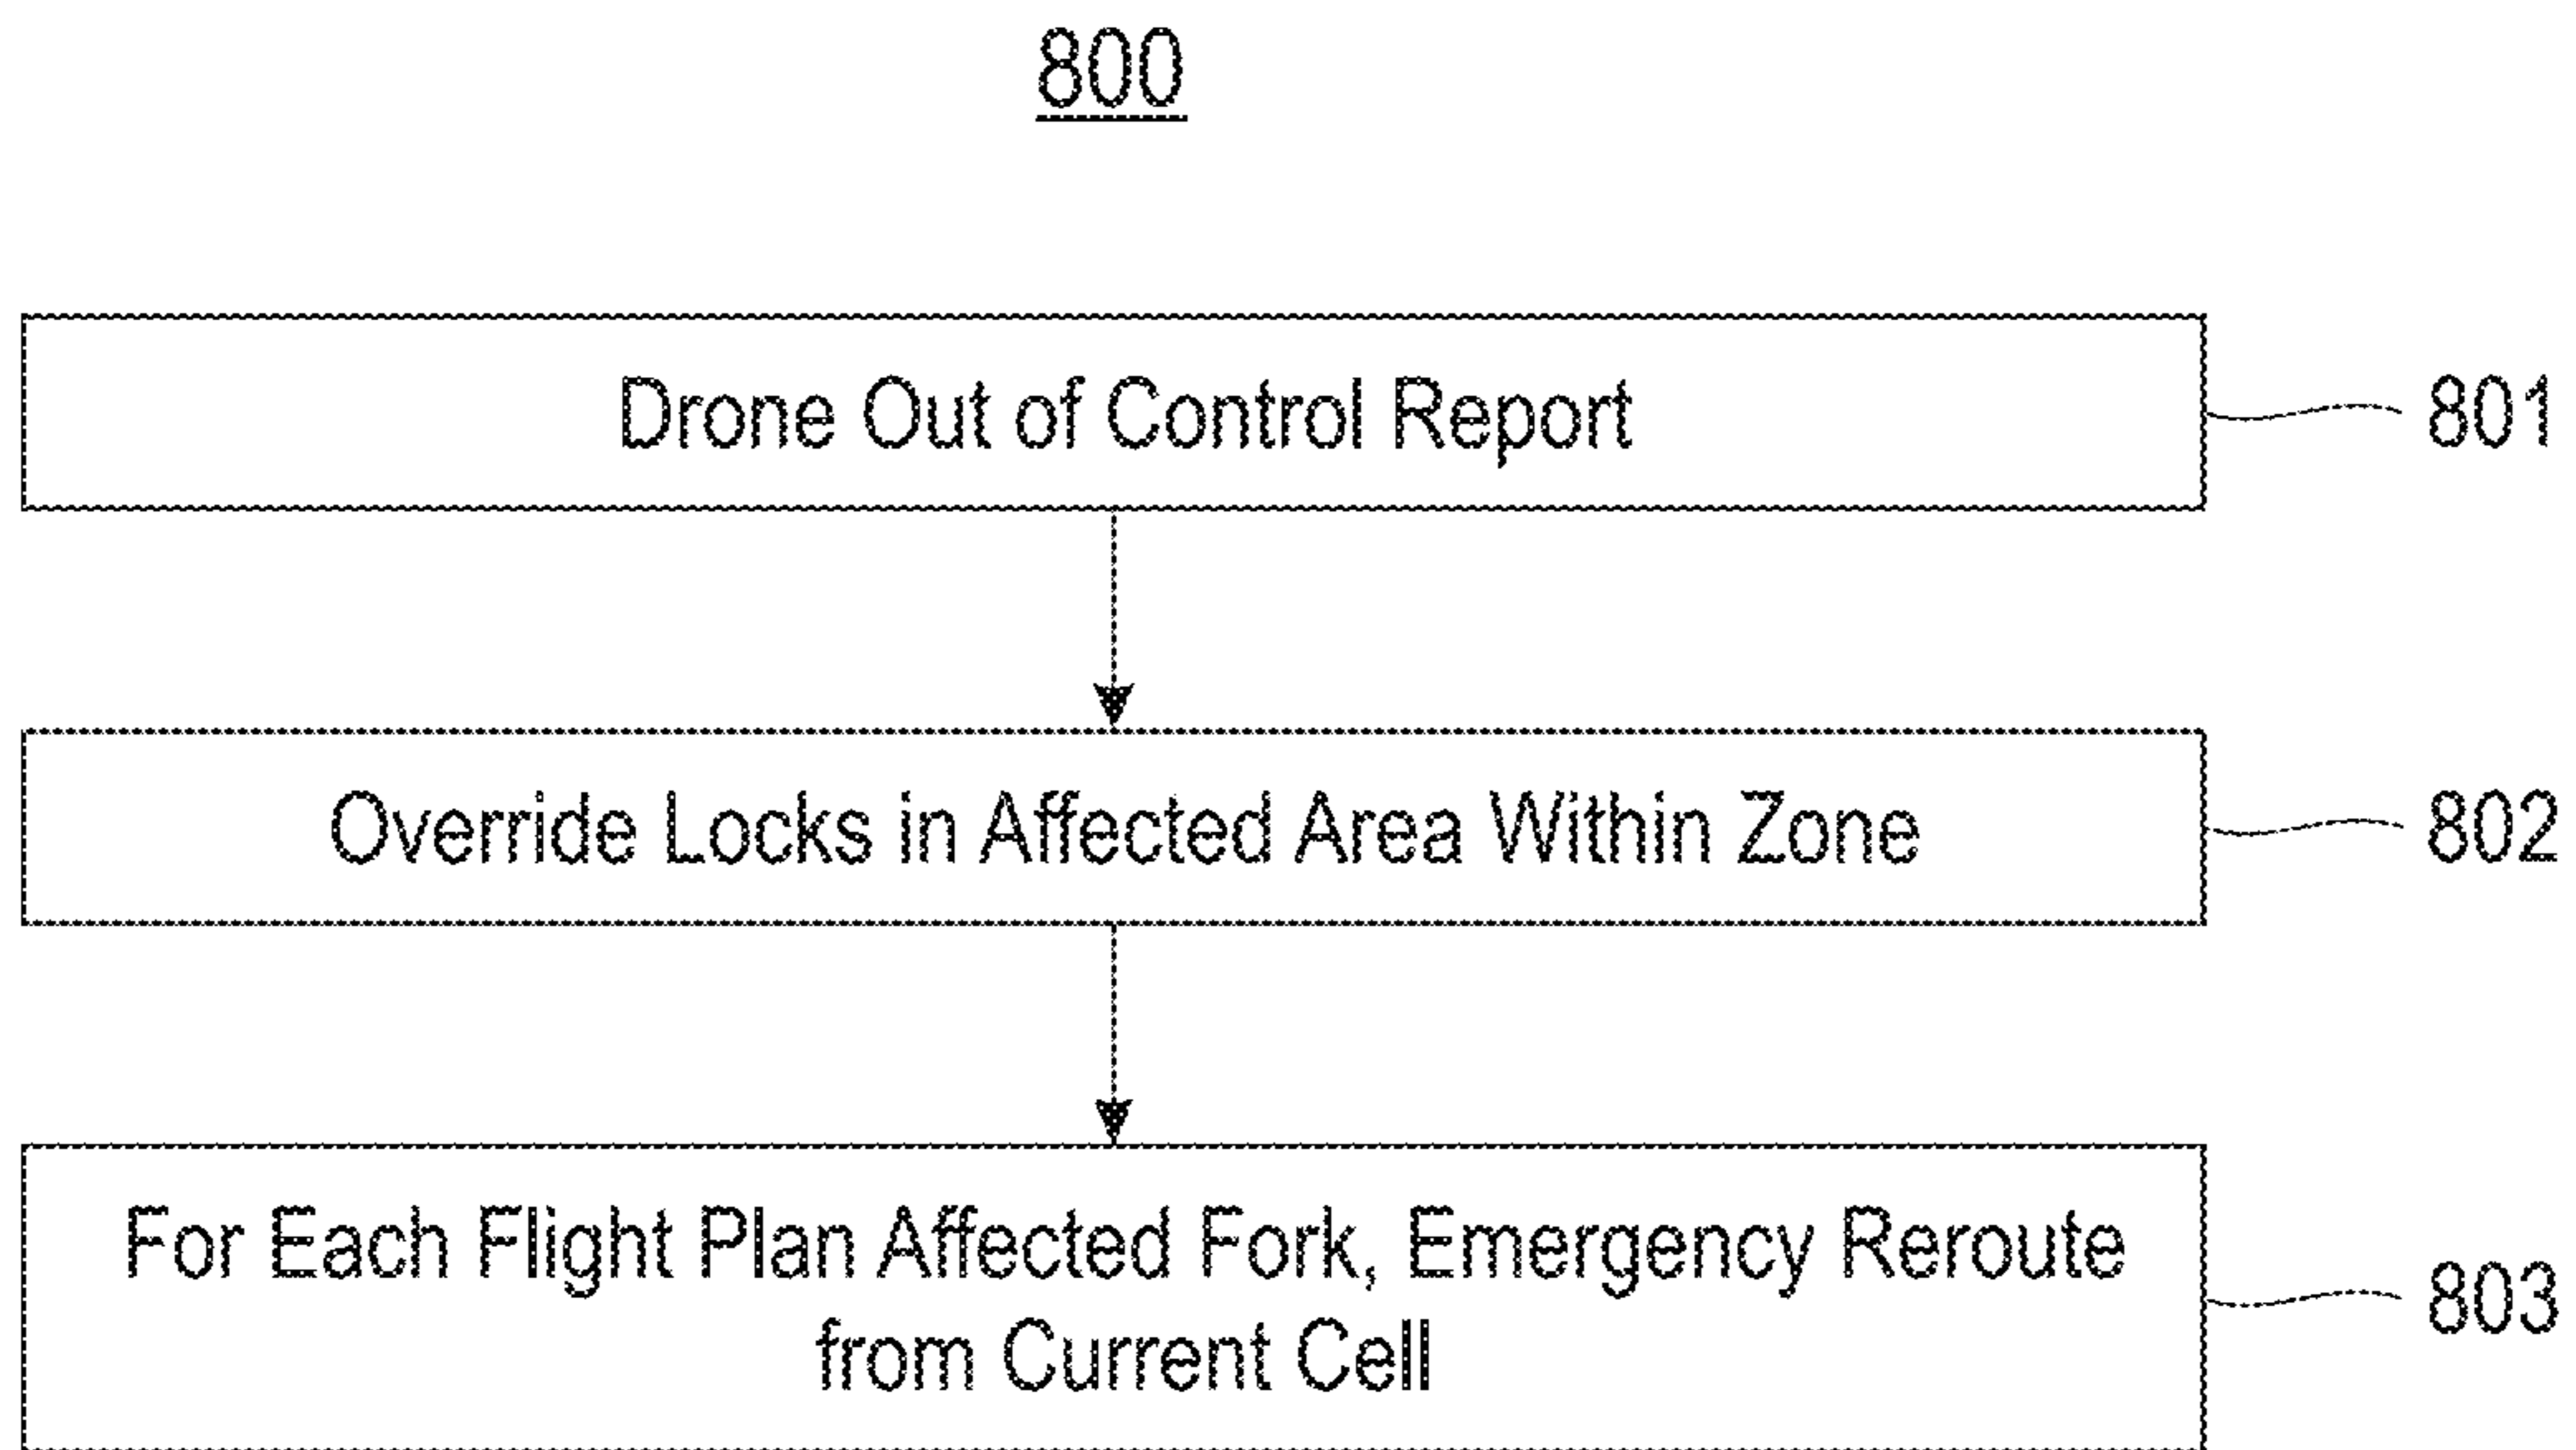 800
Drone Out of Control Report
801
Override Locks in Affected Area Within Zone
802
For Each Flight Plan Affected Fork, Emergency Reroute
from Current Cell
803